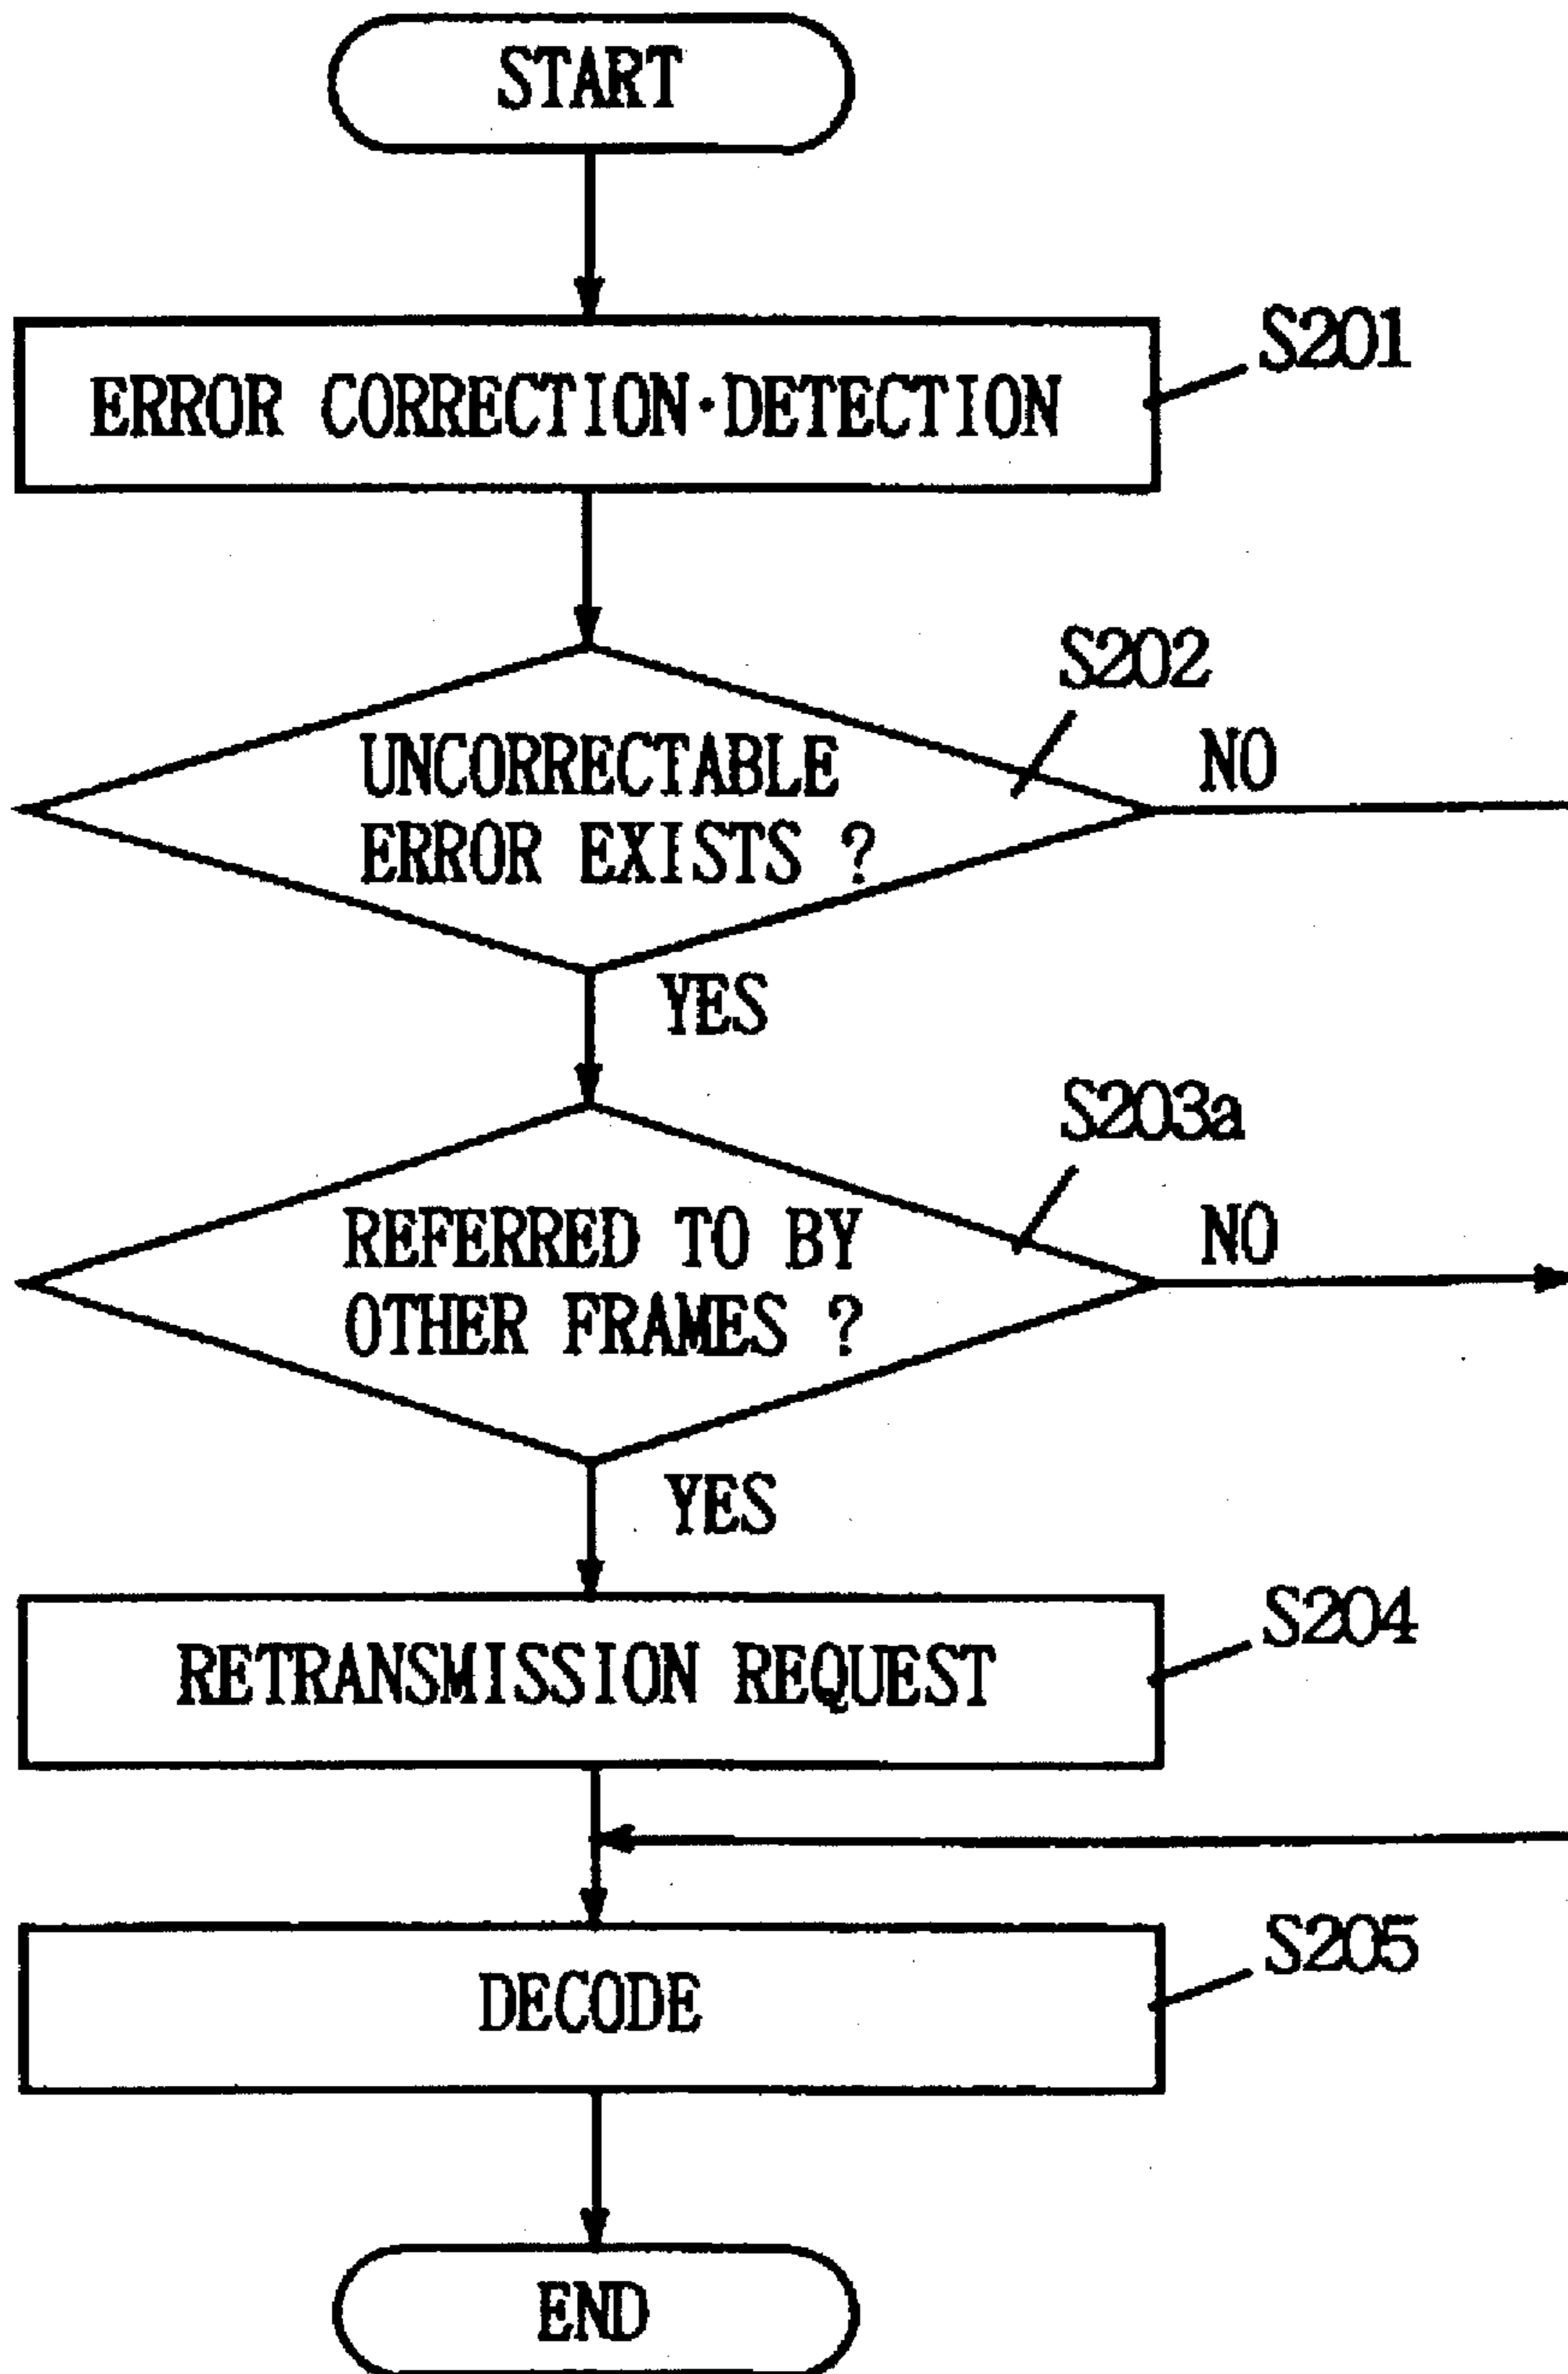 START
S201
ERROR CORRECTION·DETECTION
S202
UNCORRECTABLE
ERROR EXISTS ?
NO
YES
S203a
REFERRED TO BY
OTHER FRAMES ?
NO
YES
S204
RETRANSMISSION REQUEST
S205
DECODE
END